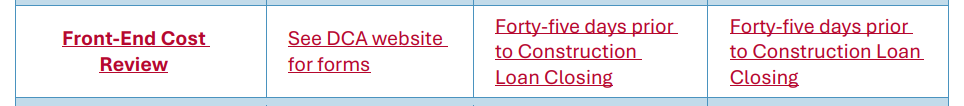 Front-End Cost
Review
See DCA website
for forms
Forty-five days prior
to Construction
Loan Closing
Forty-five days prior
to Construction Loan
Closing